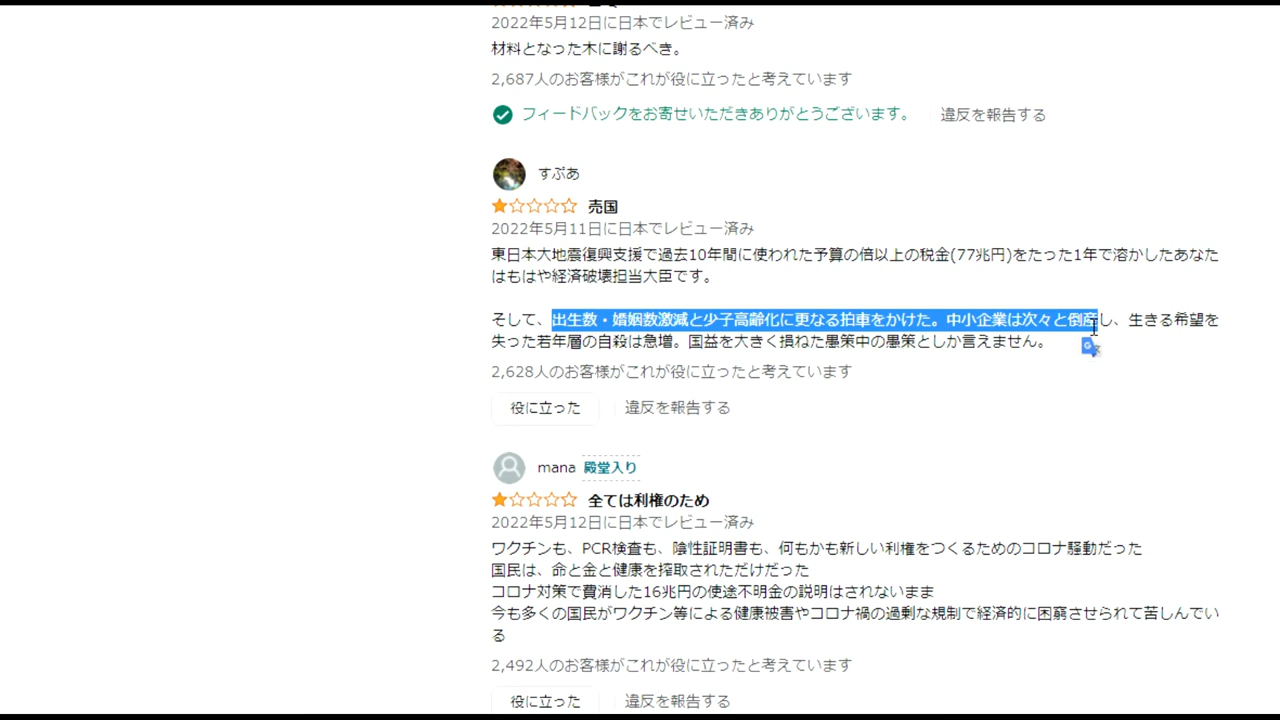 2022年5月12日に日本でレビュー済み
材料となった木に謝るべき。
2,687人のお客様がこれが役に立ったと考えています
フィードバックをお寄せいただきありがとうございます。 違反を報告する
すぷあ
売国
2022年5月11日に日本でレビュー済み
東日本大地震復興支援で過去10年間に使われた予算の倍以上の税金(77兆円)をたった1年で溶かしたあなた
はもはや経済破壊担当大臣です。
そして、出生数・婚姻数激減と少子高齢化に更なる拍車をかけた。中小企業は次々と倒産し、生きる希望を
失った若年層の自殺は急増。国益を大きく損ねた愚策中の愚策としか言えません。
2,628人のお客様がこれが役に立ったと考えています
役に立った 違反を報告する
mana 殿堂入り
全ては利権のため
2022年5月12日に日本でレビュー済み
ワクチンも、PCR検査も、陰性証明書も、何もかも新しい利権をつくるためのコロナ騒動だった
国民は、命と金と健康を搾取されただけだった
コロナ対策で費消した16兆円の使途不明金の説明はされないまま
今も多くの国民がワクチン等による健康被害やコロナ禍の過剰な規制で経済的に困窮させられて苦しんでい
る
2,492人のお客様がこれが役に立ったと考えています
役に立った 違反を報告する